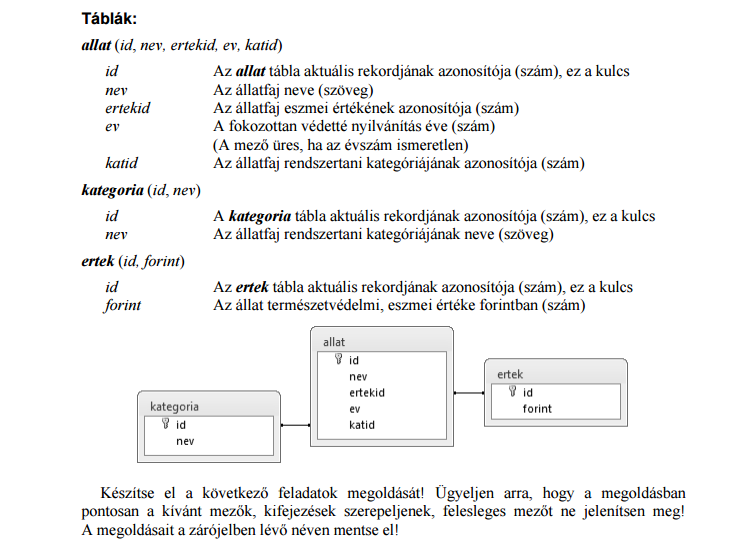 Táblák:
allat (id, nev, ertekid, ev, katid)
id Az allat tábla aktuális rekordjának azonosítója (szám), ez a kulcs
nev Az állatfaj neve (szöveg)
ertekid Az állatfaj eszmei értékének azonosítója (szám)
ev A fokozottan védetté nyilvánítás éve (szám)
(A mező üres, ha az évszám ismeretlen)
katid Az állatfaj rendszertani kategóriájának azonosítója (szám)
kategoria (id, nev)
id A kategoria tábla aktuális rekordjának azonosítója (szám), ez a kulcs
nev Az állatfaj rendszertani kategóriájának neve (szöveg)
ertek (id, forint)
id Az ertek tábla aktuális rekordjának azonosítója (szám), ez a kulcs
forint Az állat természetvédelmi, eszmei értéke forintban (szám)
kategoria
id
nev
allat
id
nev
ertekid
ev
katid
ertek
id
forint
Készítse el a következő feladatok megoldását! Ügyeljen arra, hogy a megoldásban
pontosan a kívánt mezők, kifejezések szerepeljenek, felesleges mezőt ne jelenítsen meg!
A megoldásait a zárójelben lévő néven mentse el!